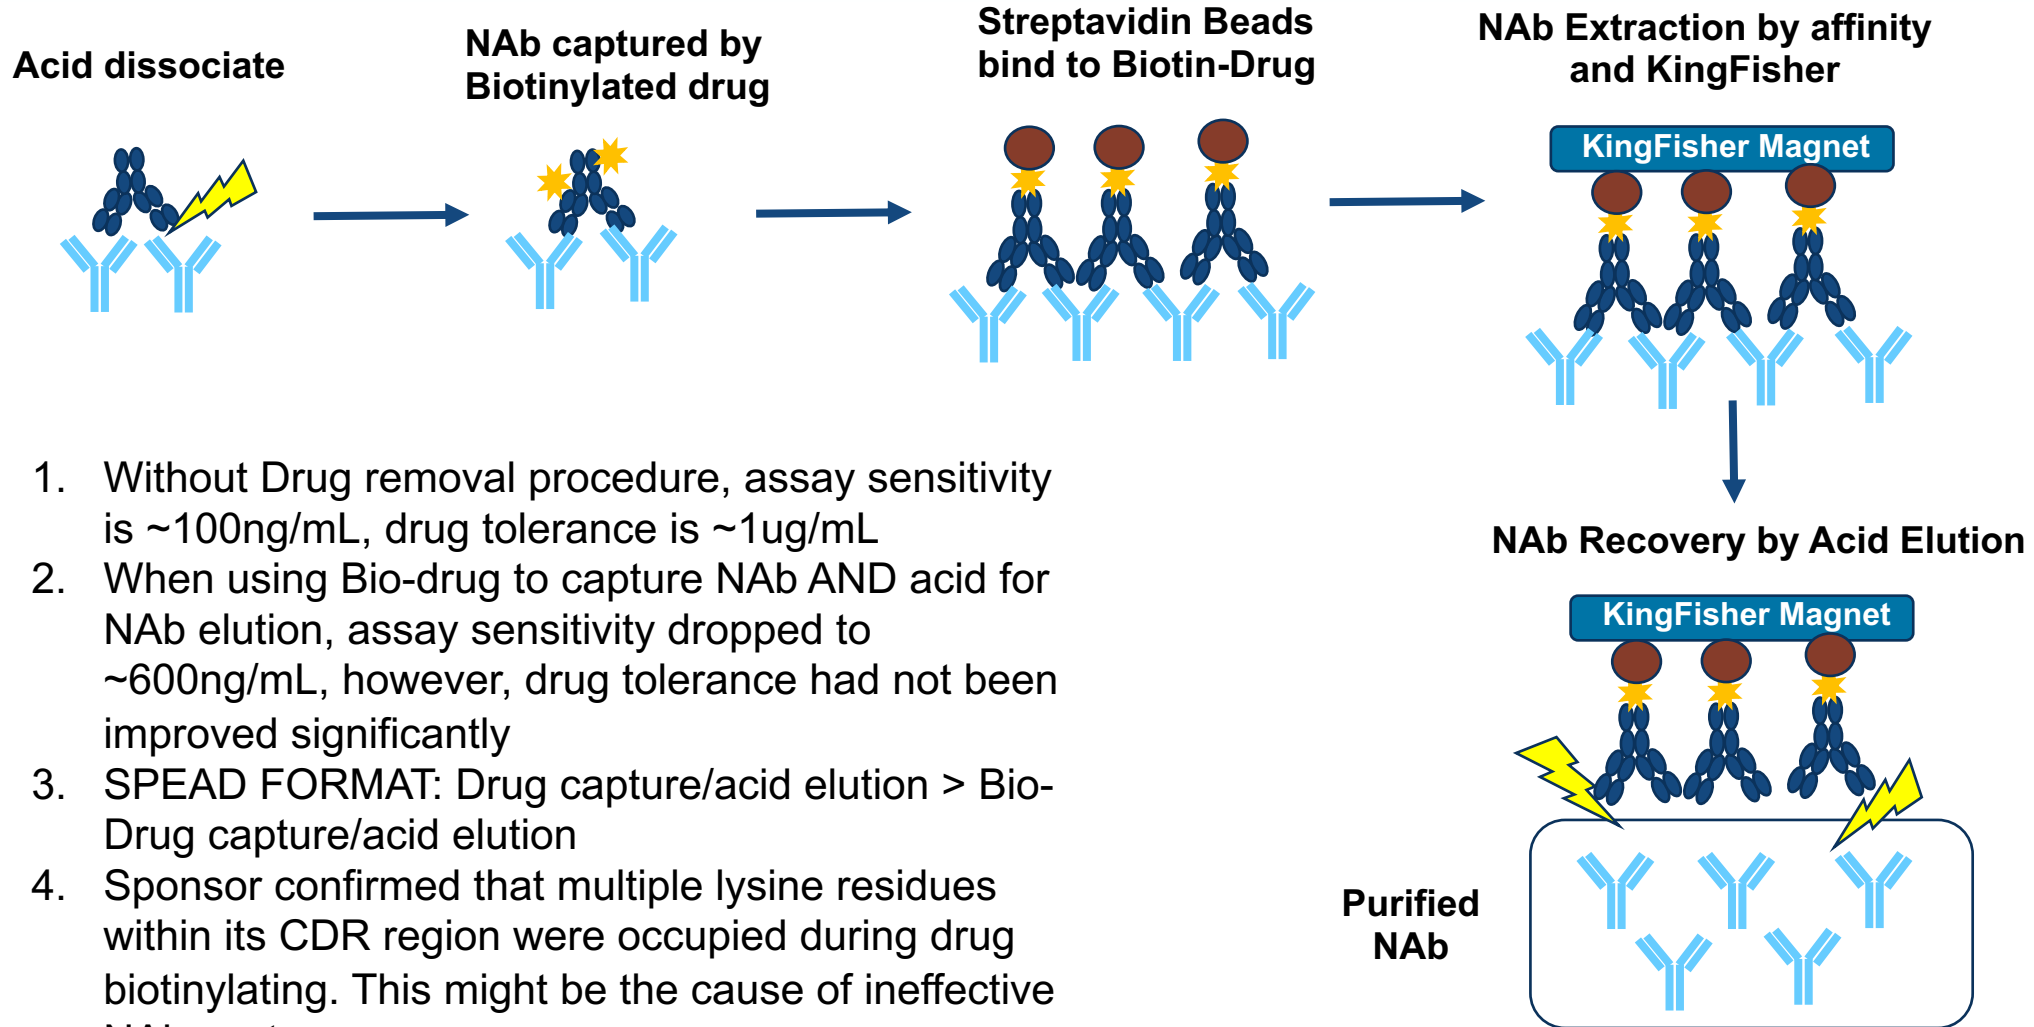 Acid dissociate
NAb captured by
Biotinylated drug
Streptavidin Beads
bind to Biotin-Drug
NAb Extraction by affinity
and KingFisher
KingFisher Magnet
1. Without Drug removal procedure, assay sensitivity
is ~100ng/mL, drug tolerance is ~1ug/mL
2. When using Bio-drug to capture NAb AND acid for
NAb elution, assay sensitivity dropped to
~600ng/mL, however, drug tolerance had not been
improved significantly
3. SPEAD FORMAT: Drug capture/acid elution > Bio-
Drug capture/acid elution
4. Sponsor confirmed that multiple lysine residues
within its CDR region were occupied during drug
biotinylating. This might be the cause of ineffective
NAb Recovery by Acid Elution
KingFisher Magnet
Purified
NAb